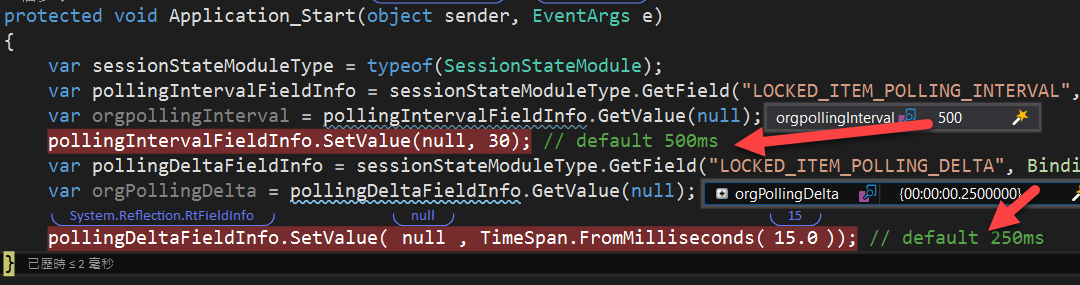 protected void Application_Start(object sender, EventArgs e)
{
var sessionStateModuleType = typeof(SessionStateModule);
var pollingIntervalFieldInfo = sessionStateModuleType.GetField("LOCKED_ITEM_POLLING_INTERVAL",
var orgpollingInterval = pollingIntervalFieldInfo.GetValue(null); orgpollingInterval 500
pollingIntervalFieldInfo.SetValue(null, 30); // default 500ms
var pollingDeltaFieldInfo = sessionStateModuleType.GetField("LOCKED_ITEM_POLLING_DELTA", Bindi
var orgPollingDelta = pollingDeltaFieldInfo.GetValue(null); orgPollingDelta {00:00:00.2500000}
System.Reflection.RtFieldInfo null 15
pollingDeltaFieldInfo.SetValue( null , TimeSpan.FromMilliseconds( 15.0 )); // default 250ms
} 已歷時 ≤ 2 毫秒